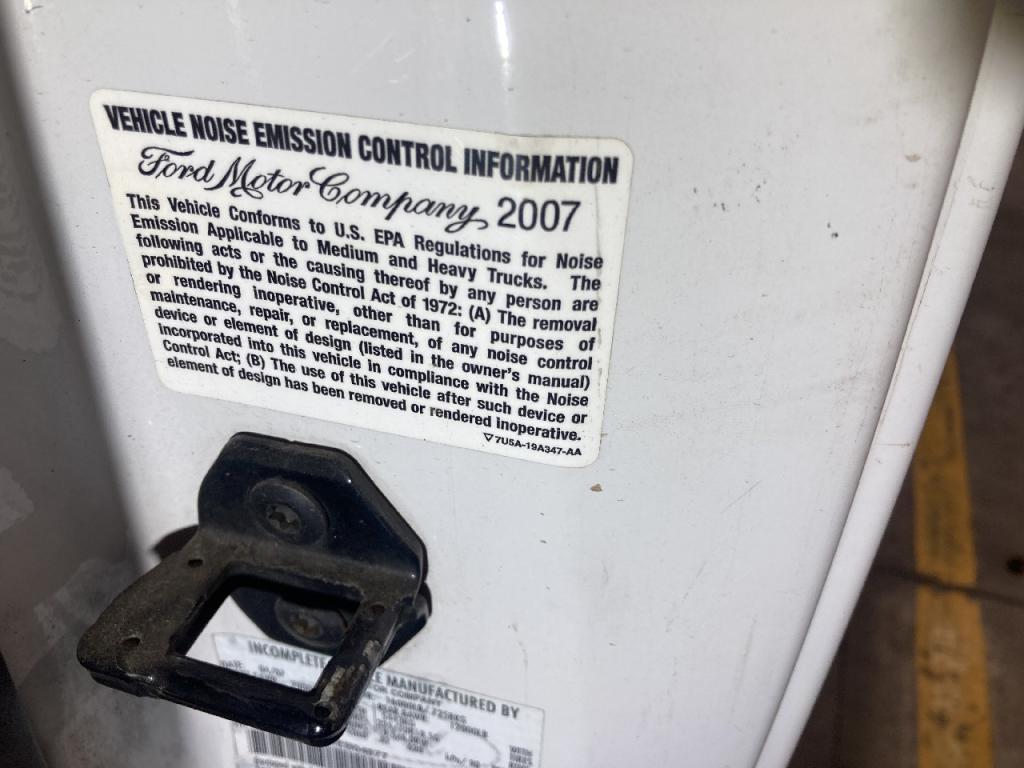 VEHICLE NOISE EMISSION CONTROL INFORMATION
Ford Motor Company 2007
This Vehicle Conforms to U.S. EPA Regulations for Noise
Emission Applicable to Medium and Heavy Trucks. The
following acts or the causing thereof by any person are
prohibited by the Noise Control Act of 1972: (A) The removal
or rendering inoperative, other than for purposes of
maintenance, repair, or replacement, of any noise control
device or element of design (listed in the owner's manual)
incorporated into this vehicle in compliance with the Noise
Control Act; (B) The use of this vehicle after such device or
element of design has been removed or rendered inoperative.
▽7U5A-19A347-AA
INCOMPLETE MANUFACTURED BY
DATE:
COMPANY